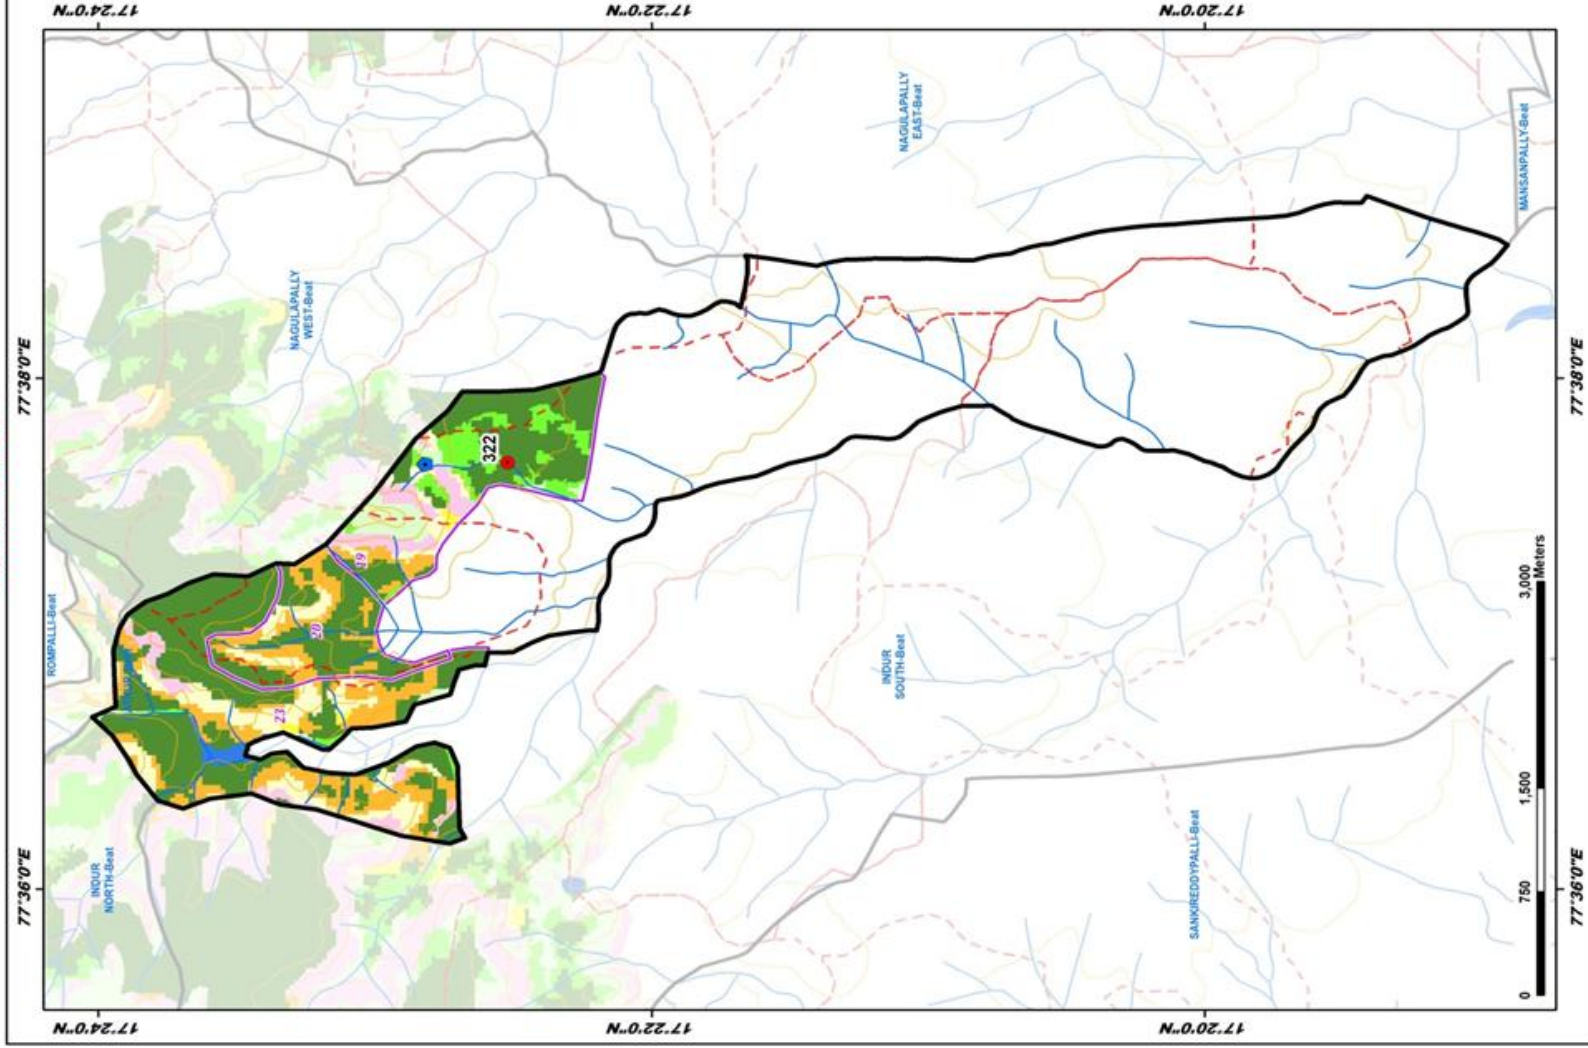 17°24'0"N
17°22'0"N
17°20'0"N
77°38'0"E
77°38'0"E
77°36'0"E
77°36'0"E
NAGULAPALLY
EAST-Beat
MANSANPALLY-Beat
NAGULAPALLY
WEST-Beat
322
19
20
23
ROMPALLI-Beat
INDUR
SOUTH-Beat
INDUR
NORTH-Beat
SANKIREDDYPALLI-Beat
0
750
1,500
3,000
Meters
17°24'0"N
17°22'0"N
17°20'0"N